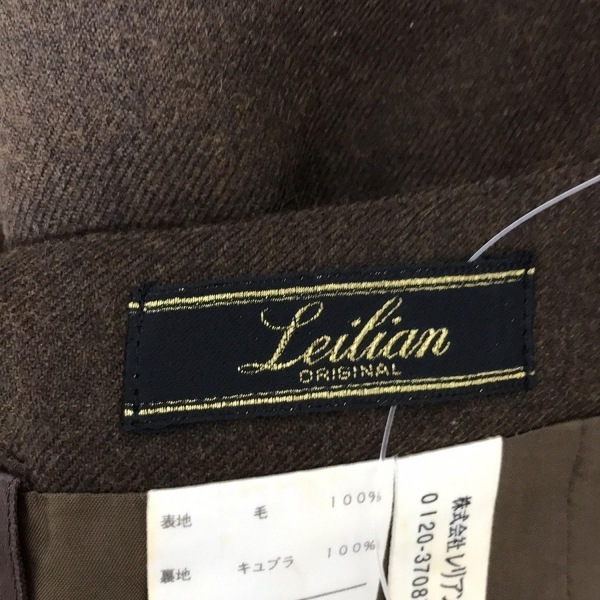 Leilian
ORIGINAL
表地 毛 100%
裏地 キュプラ 100%
株式会社レリアン
0120-3708